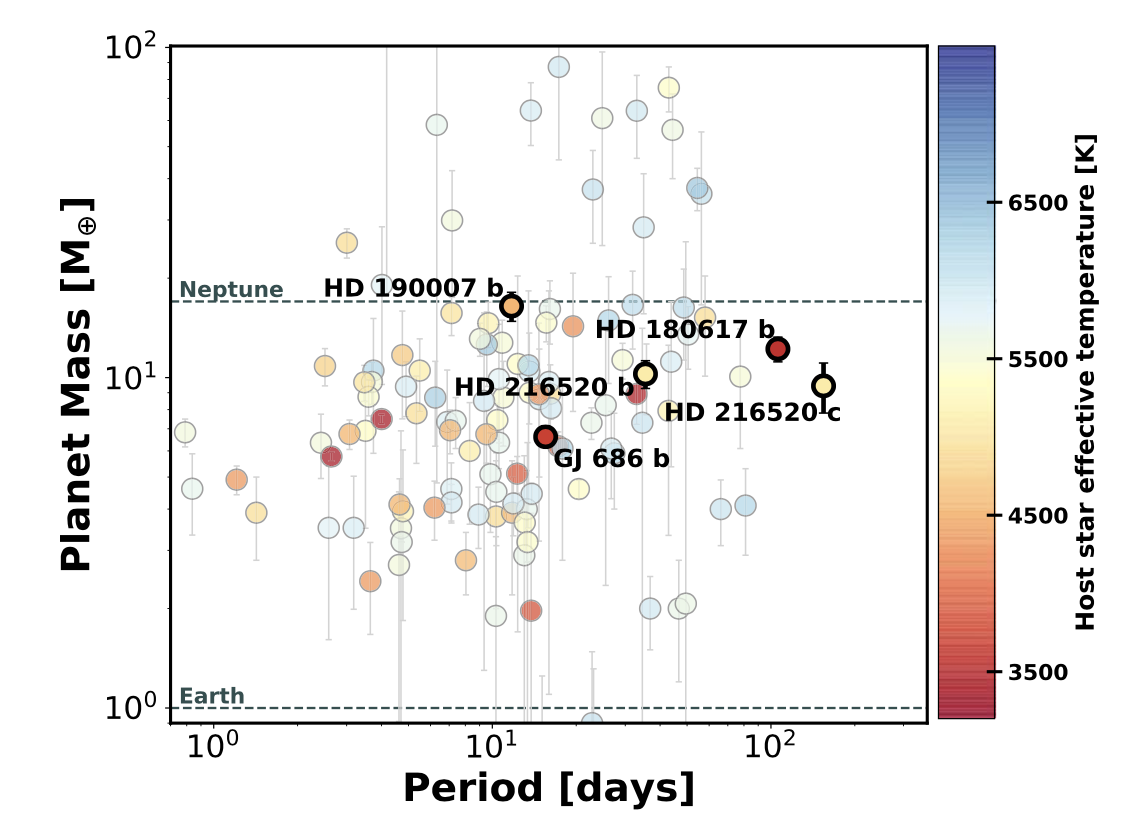 10²
10¹
10⁰
Planet Mass [M⊕]
Neptune
HD 190007 b
HD 180617 b
HD 216520 b
HD 216520 c
GJ 686 b
Earth
10⁰
10¹
10²
Period [days]
6500
5500
4500
3500
Host star effective temperature [K]